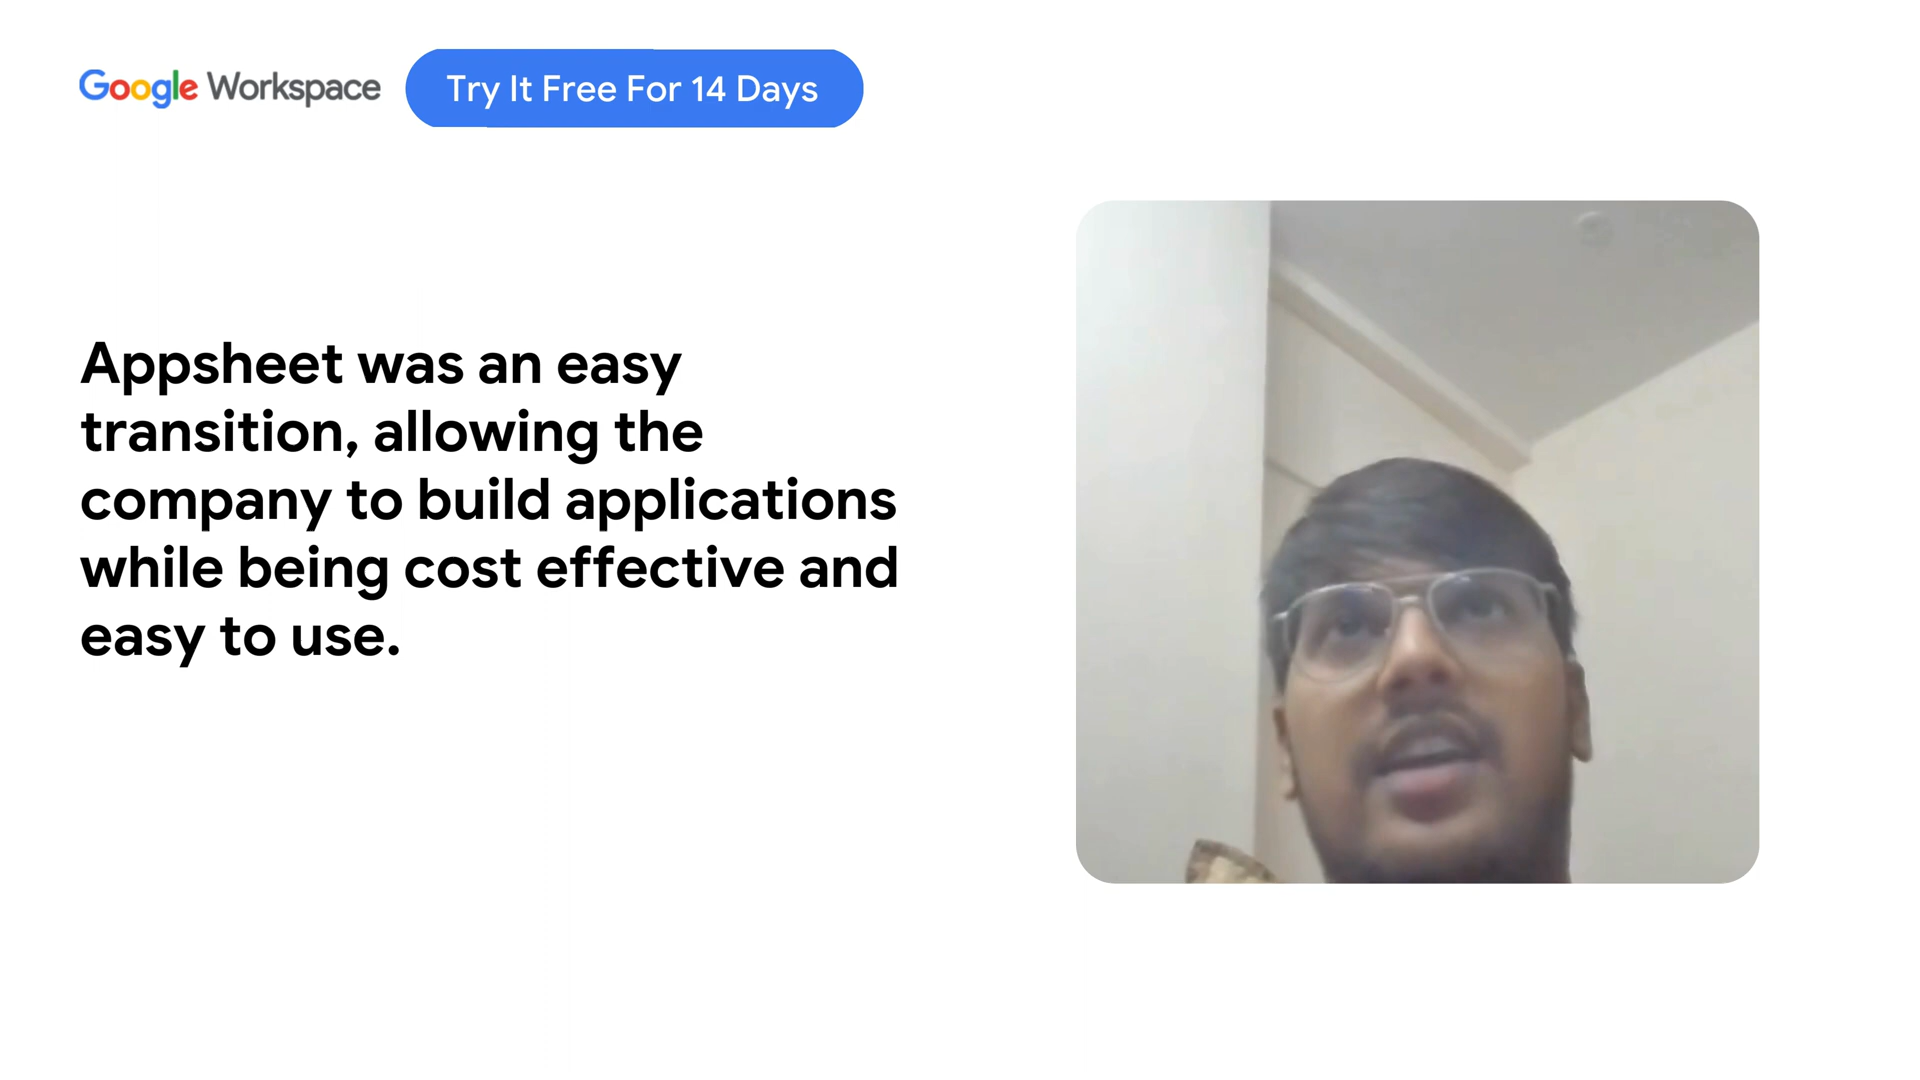 Google Workspace
Try It Free For 14 Days
Appsheet was an easy
transition, allowing the
company to build applications
while being cost effective and
easy to use.